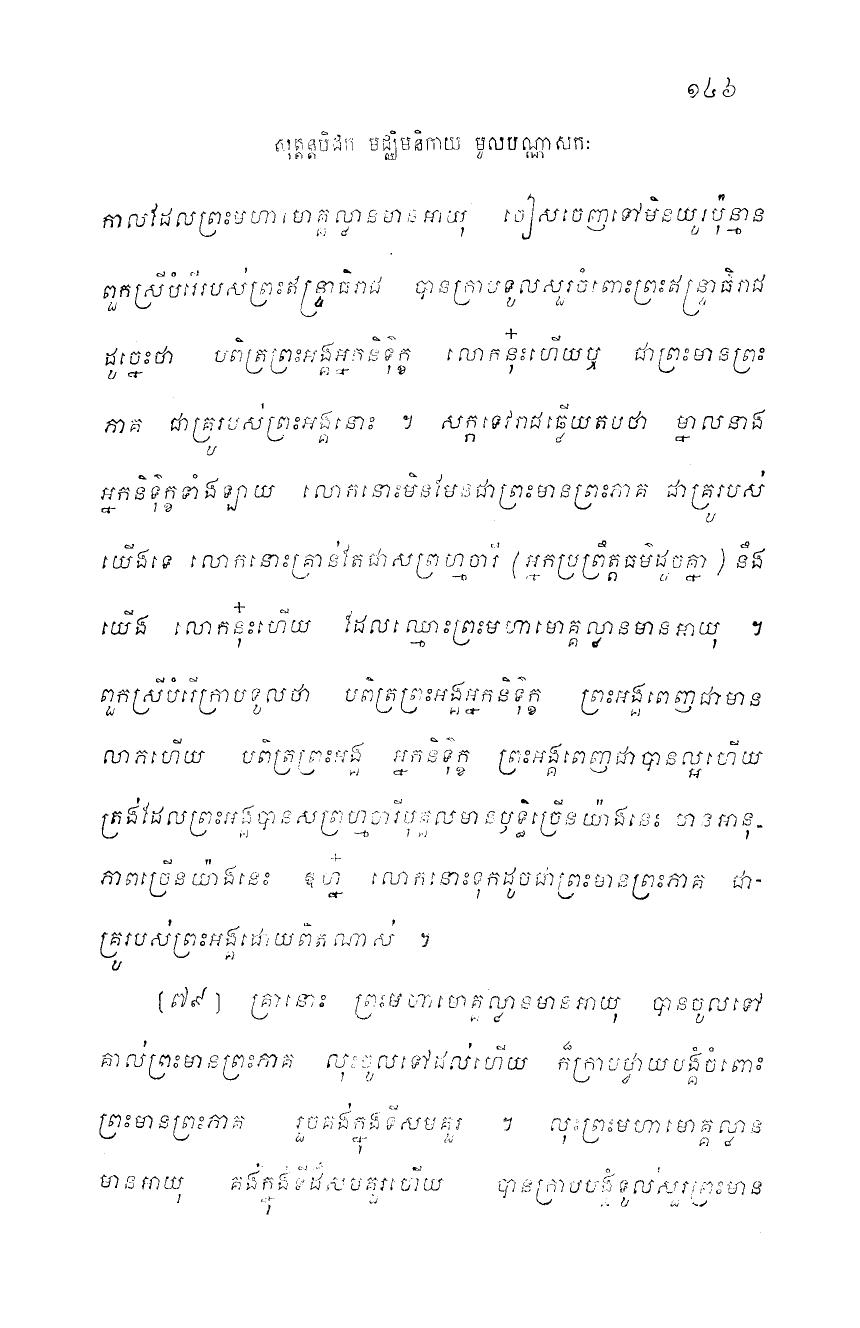 ១៤៦
សុត្តន្តបិដក មជ្ឈិមនិកាយ មូលបណ្ណាសកៈ
កាលដែលព្រះមហាមោគ្គល្លានមានអាយុ ចៀសចេញទៅមិនយូរប៉ុន្មាន
ពួកស្រីបំរើរបស់ព្រះឥន្ទ្រាធិរាជ បានក្រាបទូលសួរចំពោះព្រះឥន្ទ្រាធិរាជ
ដូច្នេះថា បពិត្រព្រះអង្គអ្នកនិទ៌ុក្ខ លោកនុ៎ះហើយឬ ជាព្រះមានព្រះ
ភាគ ជាគ្រូរបស់ព្រះអង្គនោះ ។ សក្កទេវរាជឆ្លើយតបថា ម្នាលនាង
អ្នកនិទ៌ុក្ខទាំងឡាយ លោកនោះមិនមែនជាព្រះមានព្រះភាគ ជាគ្រូរបស់
យើងទេ លោកនោះគ្រាន់តែជាសព្រហ្មចារី (អ្នកប្រព្រឹត្តធម៌ដូចគ្នា) នឹង
យើង លោកនុ៎ះហើយ ដែលឈ្មោះព្រះមហាមោគ្គល្លានមានអាយុ ។
ពួកស្រីបំរើក្រាបទូលថា បពិត្រព្រះអង្គអ្នកនិទ៌ុក្ខ ព្រះអង្គពេញជាមាន
លាភហើយ បពិត្រព្រះអង្គ អ្នកនិទ៌ុក្ខ ព្រះអង្គពេញជាបានល្អហើយ
ត្រង់ដែលព្រះអង្គបានសព្រហ្មចារីបុគ្គលមានឫទ្ធិច្រើនយ៉ាងនេះ មានអានុ-
ភាពច្រើនយ៉ាងនេះ ឱហ្ន៎ លោកនោះទុកដូចជាព្រះមានព្រះភាគ ជា-
គ្រូរបស់ព្រះអង្គដោយពិតណាស់ ។
[៧៩] គ្រានោះ ព្រះមហាមោគ្គល្លានមានអាយុ បានចូលទៅ
គាល់ព្រះមានព្រះភាគ លុះចូលទៅដល់ហើយ ក៏ក្រាបថ្វាយបង្គំចំពោះ
ព្រះមានព្រះភាគ រួចគង់ក្នុងទីសមគួរ ។ លុះព្រះមហាមោគ្គល្លាន
មានអាយុ គង់ក្នុងទីដ៏សមគួរហើយ បានក្រាបបង្គំទូលសួរព្រះមាន